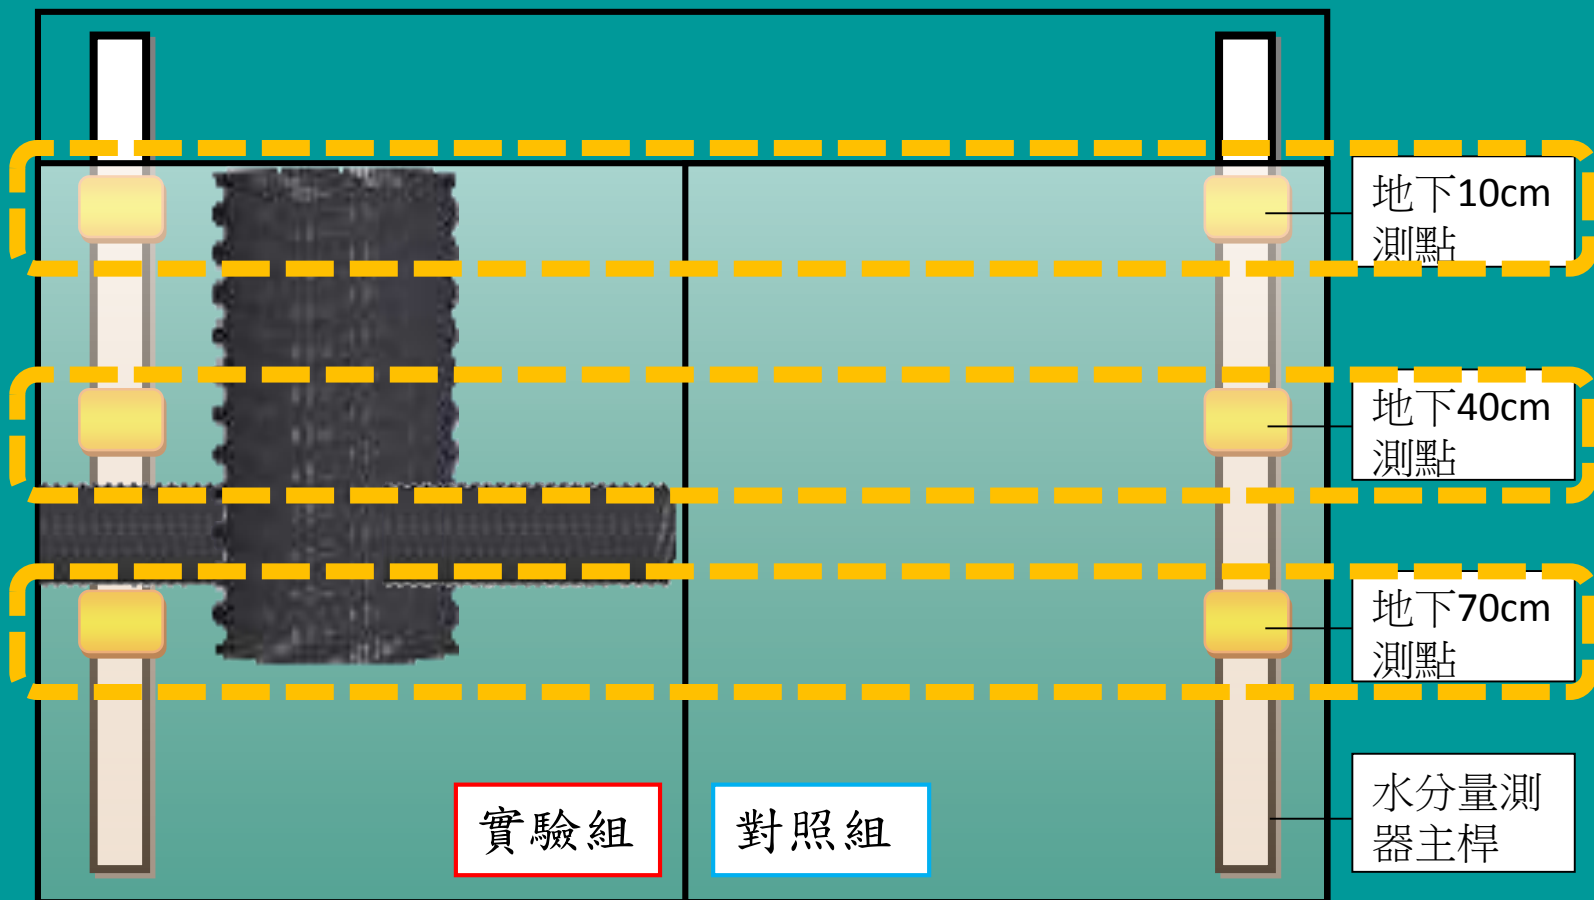 地下10cm
測點
地下40cm
測點
地下70cm
測點
實驗組
對照組
水分量測
器主桿